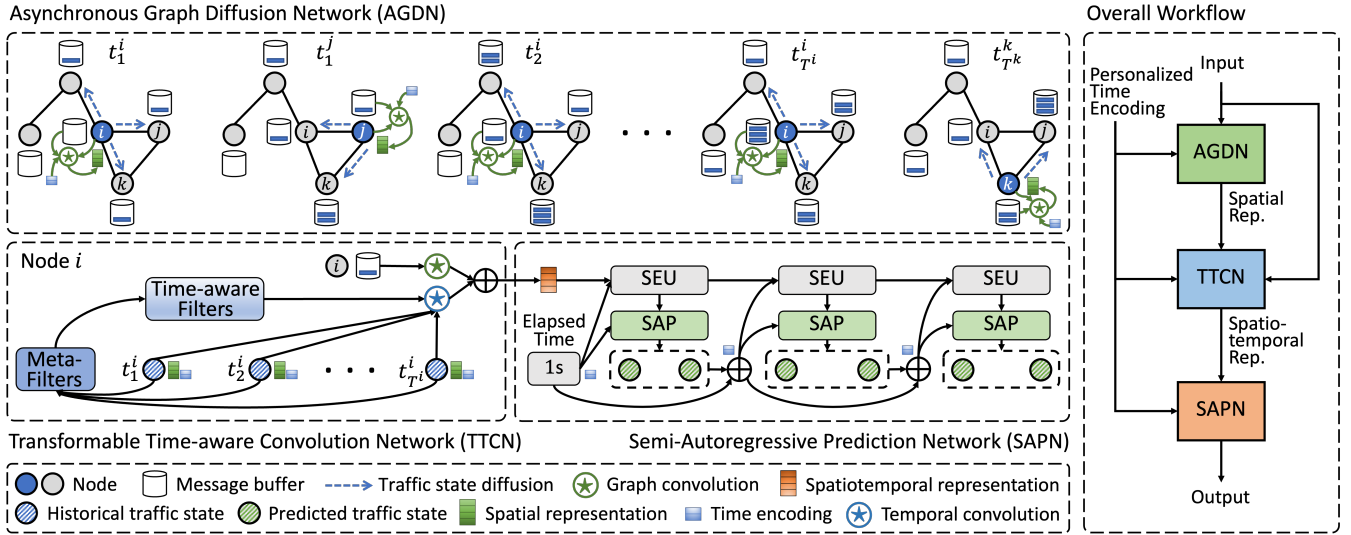 Asynchronous Graph Diffusion Network (AGDN)
t_1^i
t_1^j
t_2^i
t_{T^i}^i
t_{T^k}^k
i
j
k
i
j
k
i
j
k
. . .
i
j
k
i
j
k
Node i
Time-aware
Filters
Meta-
Filters
t_1^i
t_2^i
. . .
t_{T^i}^i
i
Transformable Time-aware Convolution Network (TTCN)
Elapsed
Time
1s
SEU
SEU
SEU
SAP
SAP
SAP
Semi-Autoregressive Prediction Network (SAPN)
Node
Message buffer
Traffic state diffusion
Graph convolution
Spatiotemporal representation
Historical traffic state
Predicted traffic state
Spatial representation
Time encoding
Temporal convolution
Overall Workflow
Input
Personalized
Time
Encoding
AGDN
Spatial
Rep.
TTCN
Spatio-
temporal
Rep.
SAPN
Output